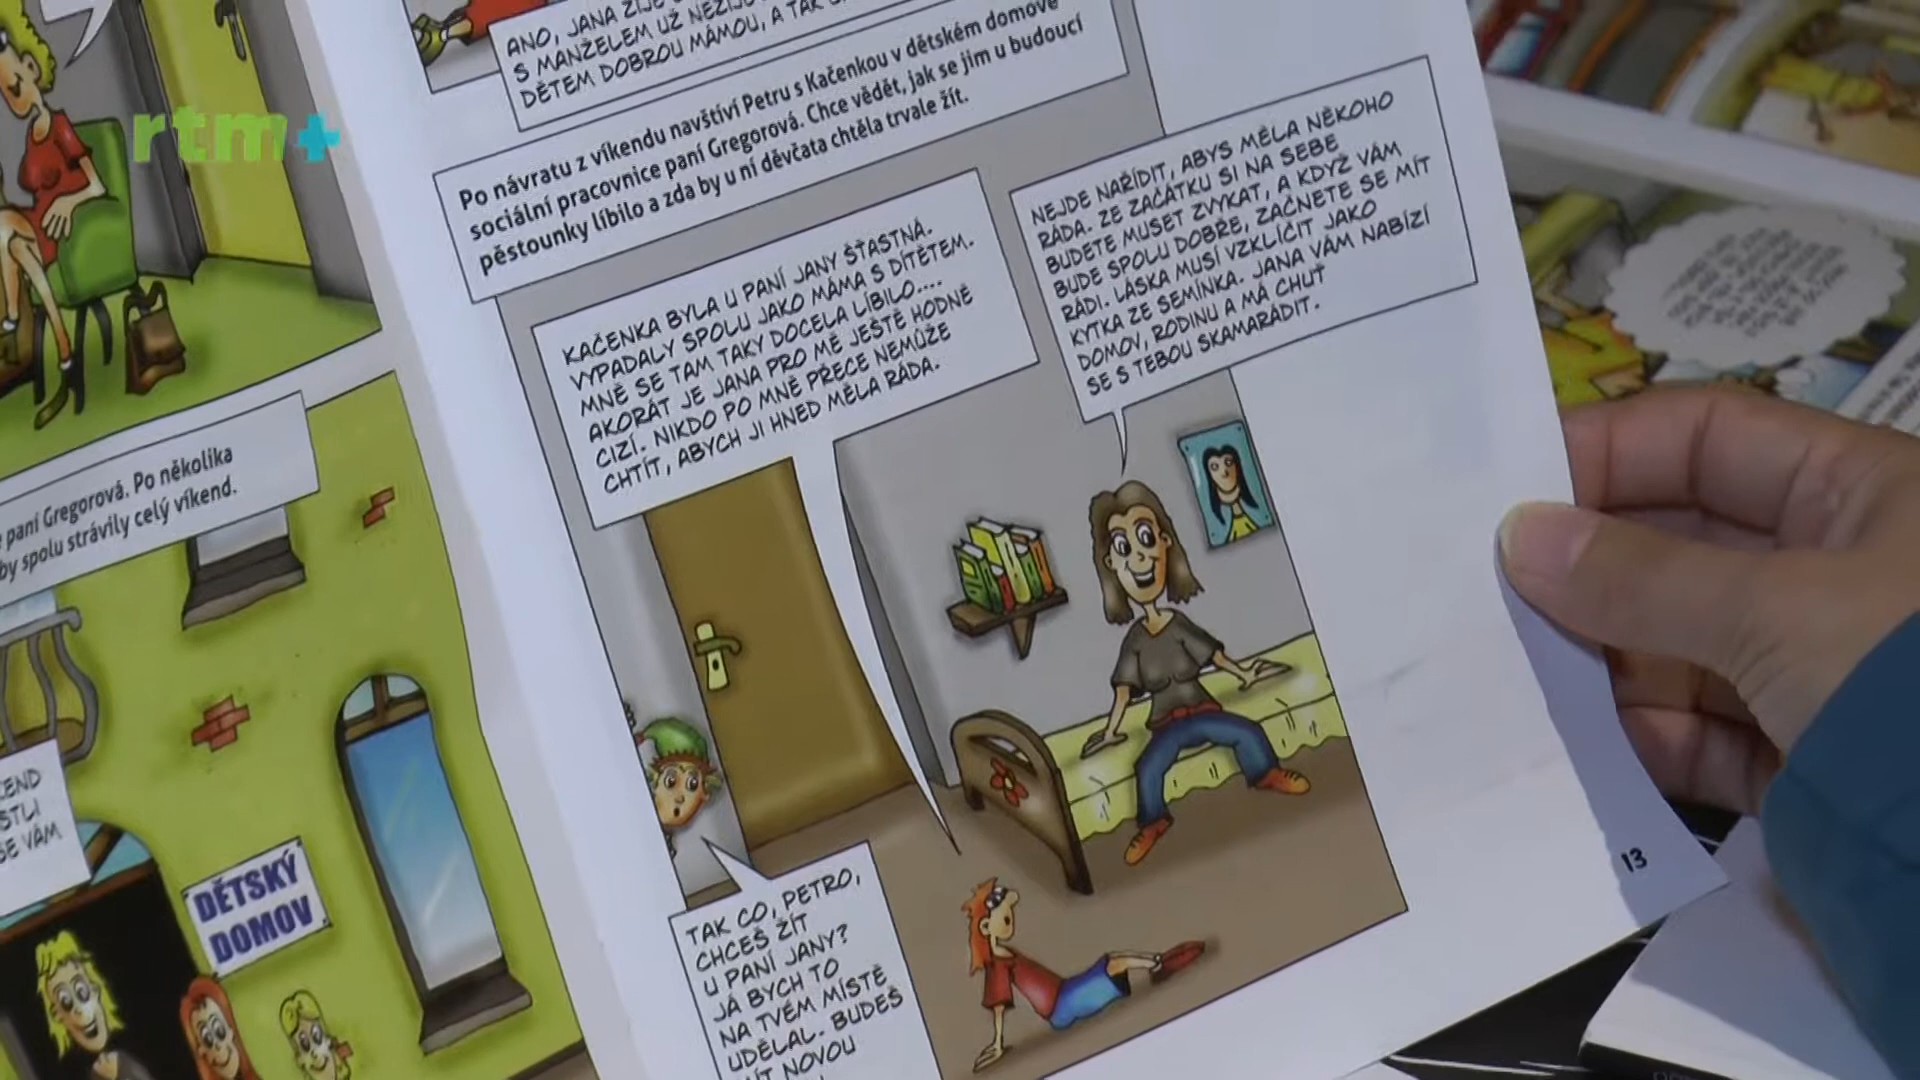 rtm+
ANO, JANA ŽIJE
S MANŽELEM UŽ NEŽIJE
DĚTEM DOBROU MÁMOU, A TAK
Po návratu z víkendu navštíví Petru s Kačenkou v dětském domově
sociální pracovnice paní Gregorová. Chce vědět, jak se jim u budoucí
pěstounky líbilo a zda by u ní děvčata chtěla trvale žít.
KAČENKA BYLA U PANÍ JANY ŠŤASTNÁ.
VYPADALY SPOLU JAKO MÁMA S DÍTĚTEM.
MNĚ SE TAM TAKY DOCELA LÍBILO....
AKORÁT JE JANA PRO MĚ JEŠTĚ HODNĚ
CIZÍ. NIKDO PO MNĚ PŘECE NEMŮŽE
CHTÍT, ABYCH JI HNED MĚLA RÁDA.
NEJDE NAŘÍDIT, ABYS MĚLA NĚKOHO
RÁDA. ZE ZAČÁTKU SI NA SEBE
BUDETE MUSET ZVYKAT, A KDYŽ VÁM
BUDE SPOLU DOBŘE, ZAČNETE SE MÍT
RÁDI. LÁSKA MUSÍ VZKLÍČIT JAKO
KYTKA ZE SEMÍNKA. JANA VÁM NABÍZÍ
DOMOV, RODINU A MÁ CHUŤ
SE S TEBOU SKAMARÁDIT.
TAK CO, PETRO,
CHCEŠ ŽÍT
U PANÍ JANY?
JÁ BYCH TO
NA TVÉM MÍSTĚ
UDĚLAL. BUDEŠ
MÍT NOVOU
13
paní Gregorová. Po několika
by spolu strávily celý víkend.
SE VÁM
DĚTSKÝ
DOMOV